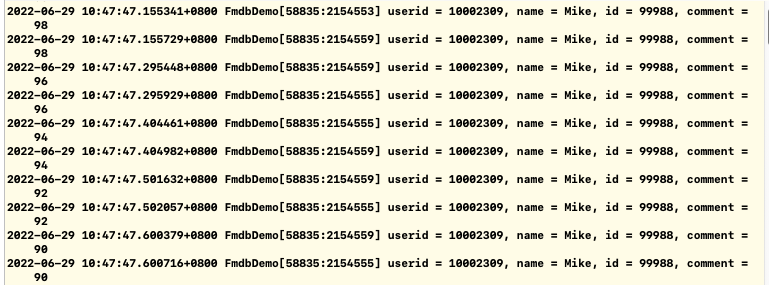 2022-06-29 10:47:47.155341+0800 FmdbDemo[58835:2154553] userid = 10002309, name = Mike, id = 99988, comment =
98
2022-06-29 10:47:47.155729+0800 FmdbDemo[58835:2154559] userid = 10002309, name = Mike, id = 99988, comment =
98
2022-06-29 10:47:47.295448+0800 FmdbDemo[58835:2154559] userid = 10002309, name = Mike, id = 99988, comment =
96
2022-06-29 10:47:47.295929+0800 FmdbDemo[58835:2154555] userid = 10002309, name = Mike, id = 99988, comment =
96
2022-06-29 10:47:47.404461+0800 FmdbDemo[58835:2154555] userid = 10002309, name = Mike, id = 99988, comment =
94
2022-06-29 10:47:47.404982+0800 FmdbDemo[58835:2154559] userid = 10002309, name = Mike, id = 99988, comment =
94
2022-06-29 10:47:47.501632+0800 FmdbDemo[58835:2154559] userid = 10002309, name = Mike, id = 99988, comment =
92
2022-06-29 10:47:47.502057+0800 FmdbDemo[58835:2154555] userid = 10002309, name = Mike, id = 99988, comment =
92
2022-06-29 10:47:47.600379+0800 FmdbDemo[58835:2154559] userid = 10002309, name = Mike, id = 99988, comment =
90
2022-06-29 10:47:47.600716+0800 FmdbDemo[58835:2154555] userid = 10002309, name = Mike, id = 99988, comment =
90